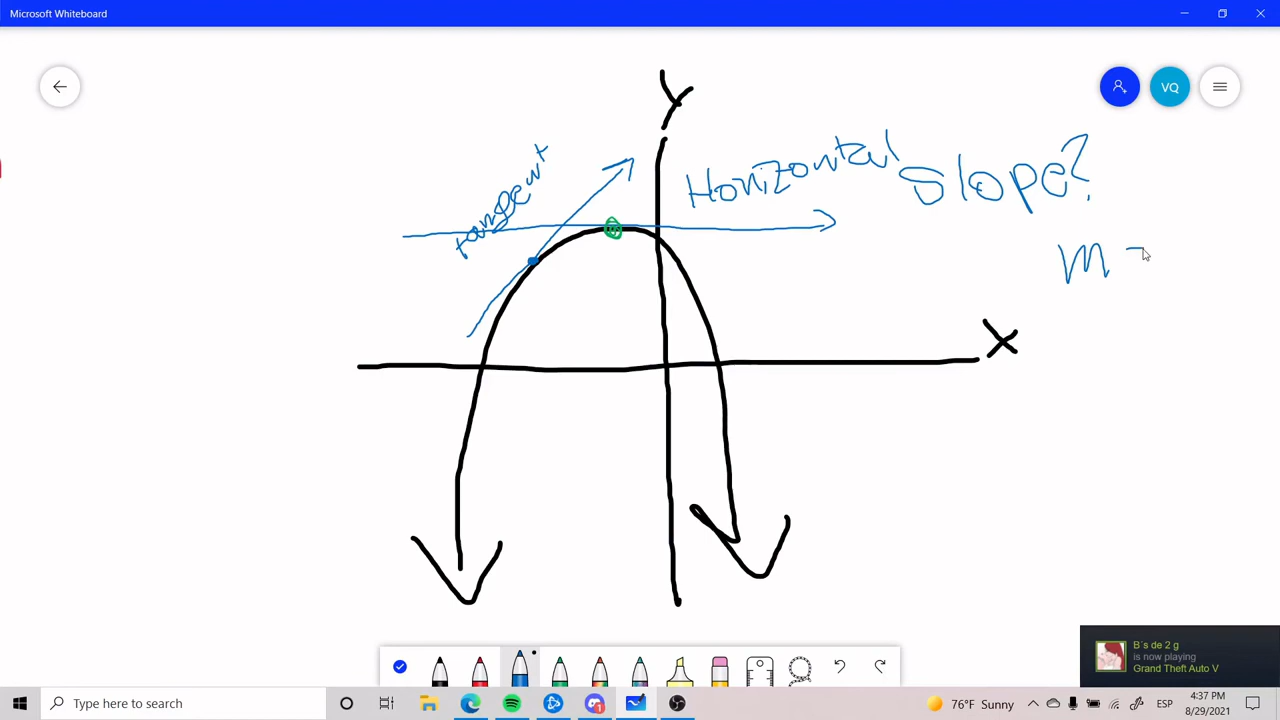 Microsoft Whiteboard
VQ
Y
tangent
Horizontal Slope?
m -
X
B´s de 2 g
is now playing
Grand Theft Auto V
Type here to search
76°F Sunny
ESP
4:37 PM
8/29/2021